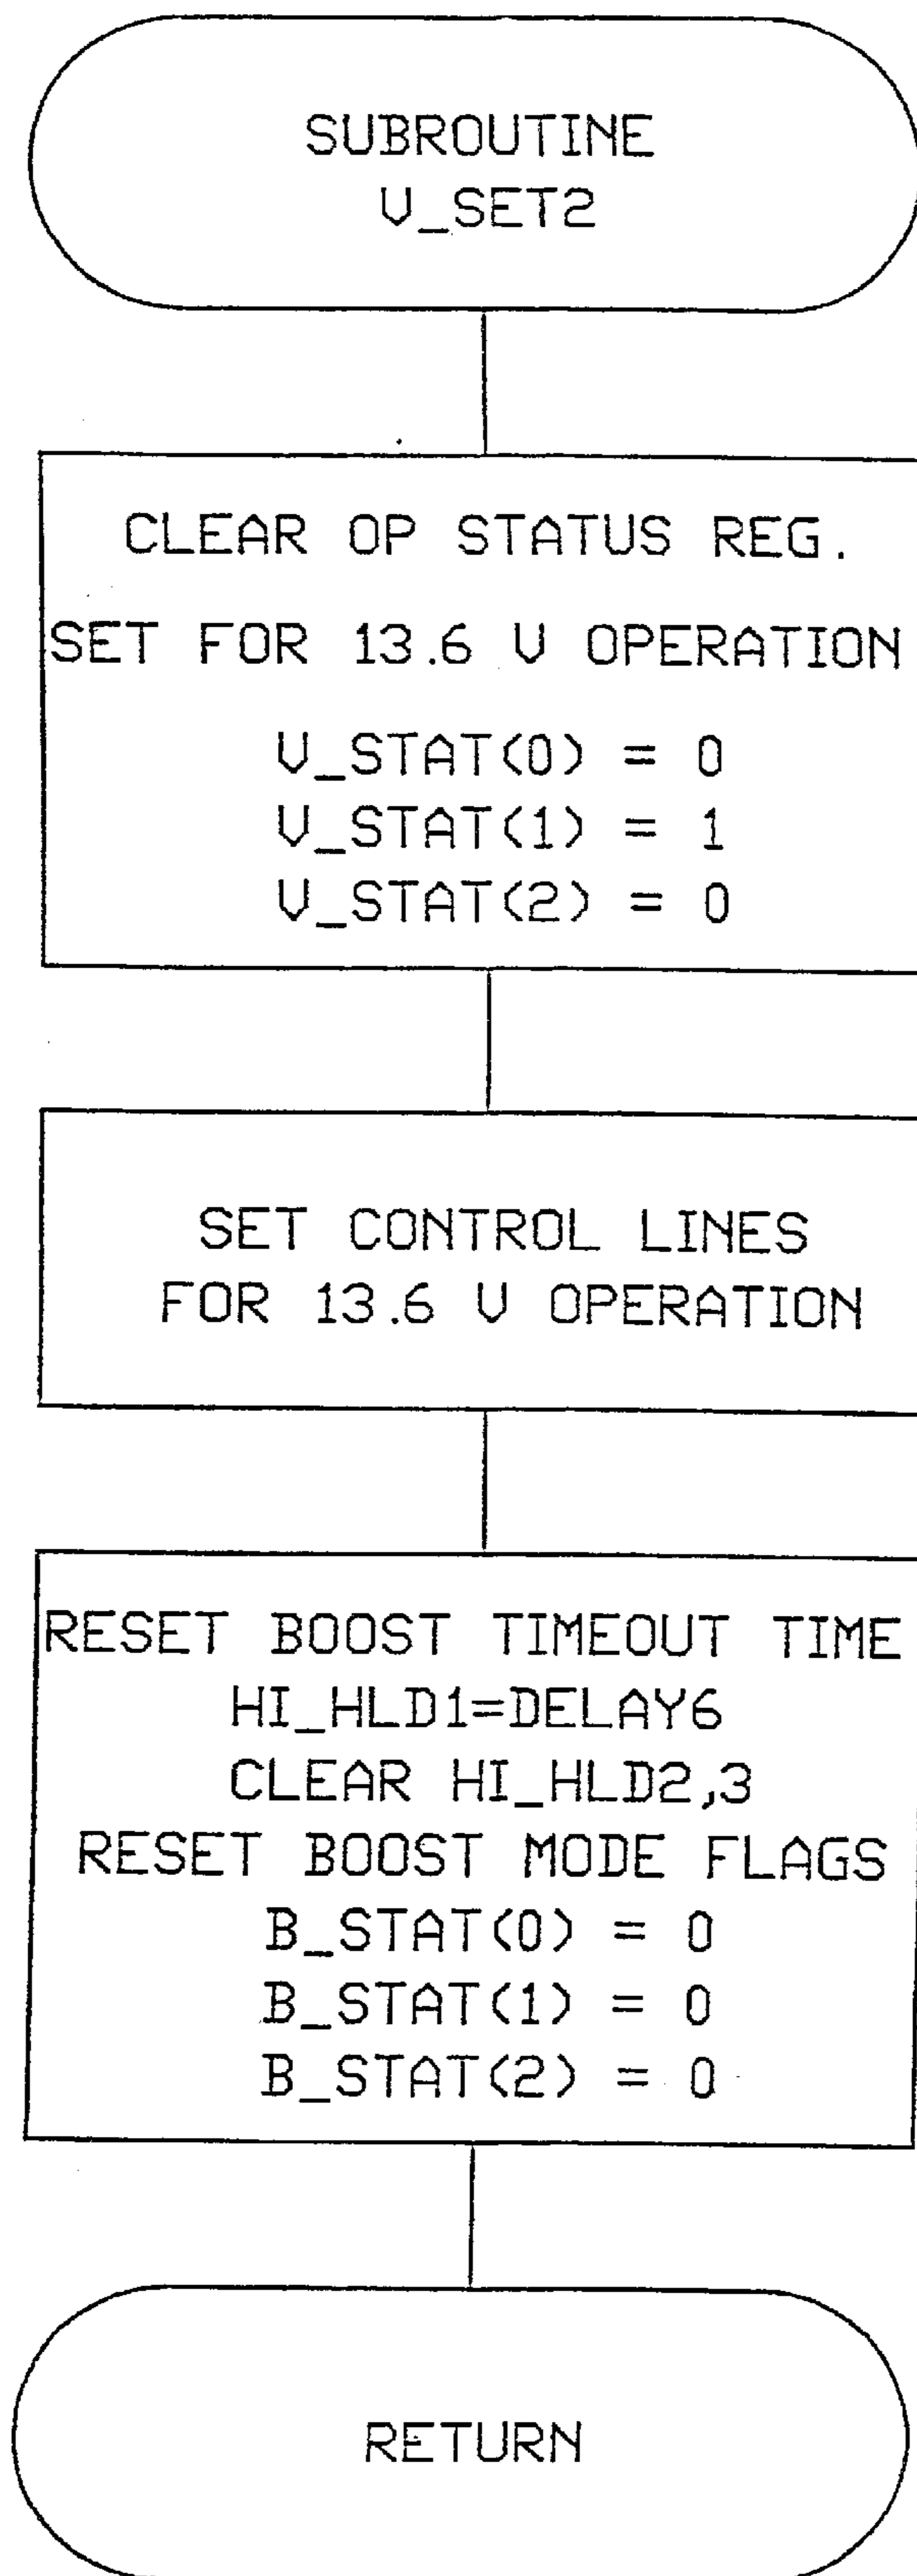 SUBROUTINE
V_SET2
CLEAR OP STATUS REG.
SET FOR 13.6 V OPERATION
V_STAT(0) = 0
V_STAT(1) = 1
V_STAT(2) = 0
SET CONTROL LINES
FOR 13.6 V OPERATION
RESET BOOST TIMEOUT TIME
HI_HLD1=DELAY6
CLEAR HI_HLD2,3
RESET BOOST MODE FLAGS
B_STAT(0) = 0
B_STAT(1) = 0
B_STAT(2) = 0
RETURN